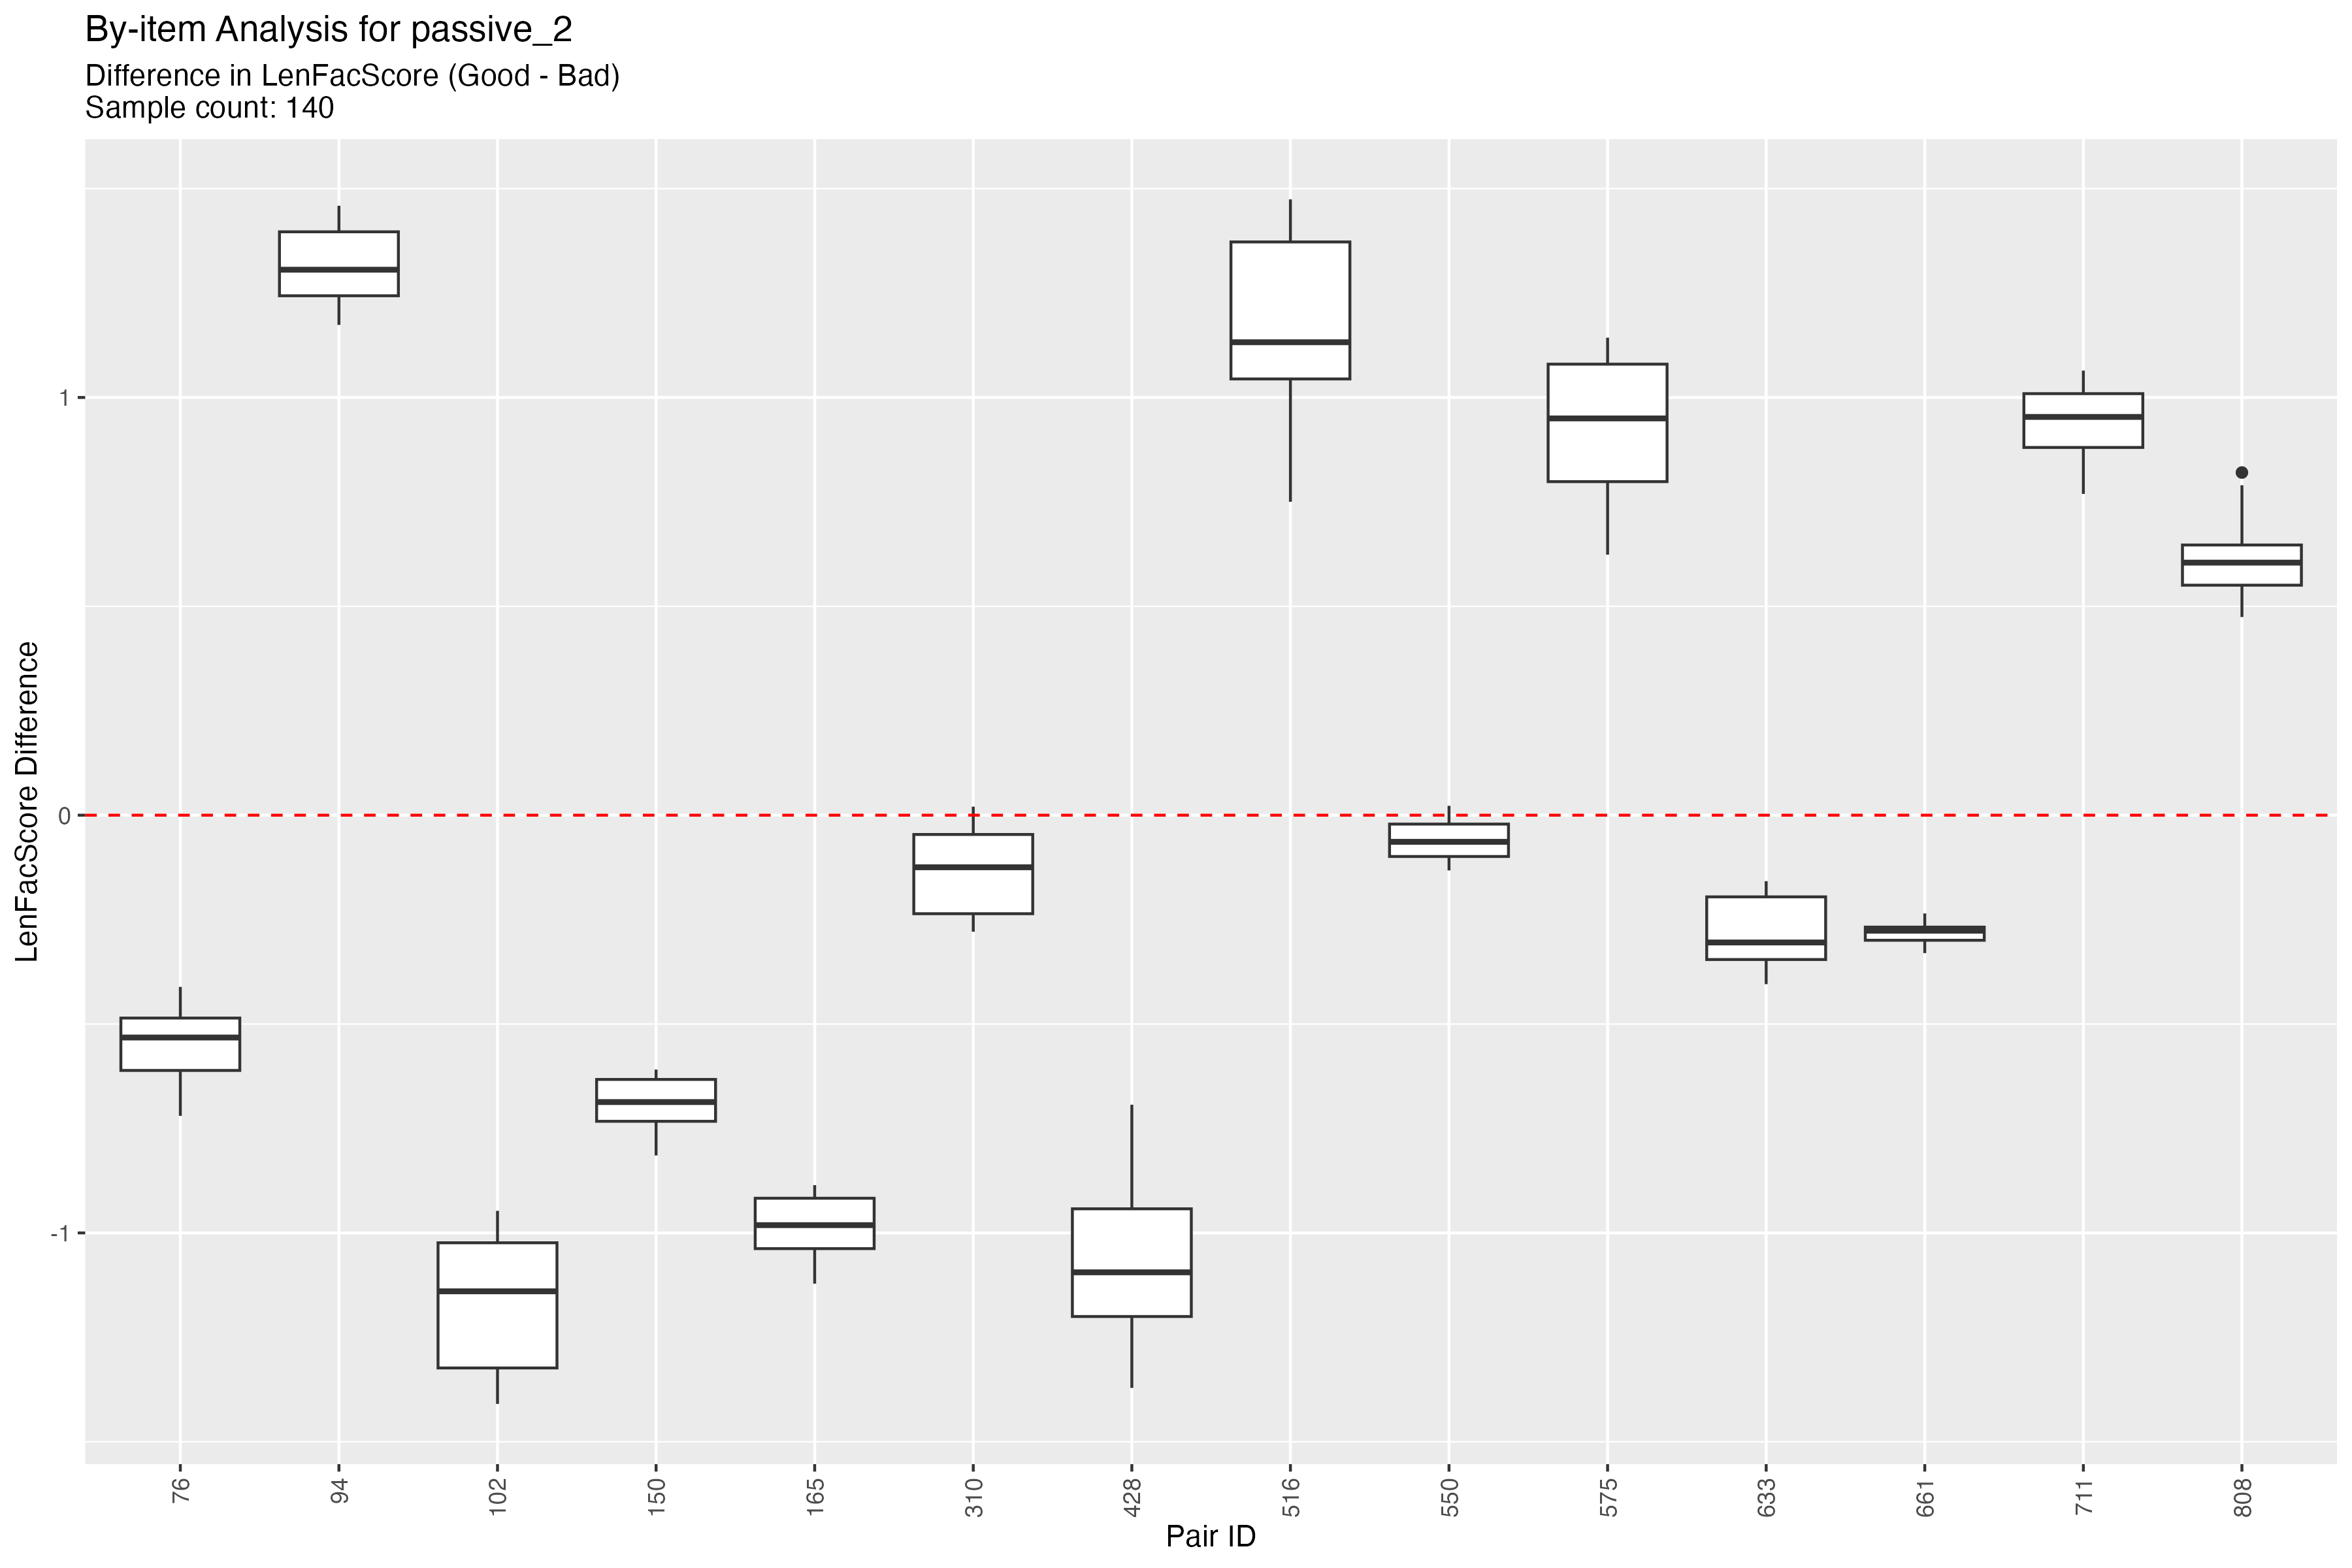 By-item Analysis for passive_2
Difference in LenFacScore (Good - Bad)
Sample count: 140
LenFacScore Difference
1
0
-1
76 94 102 150 165 310 428 516 550 575 633 661 711 808
Pair ID